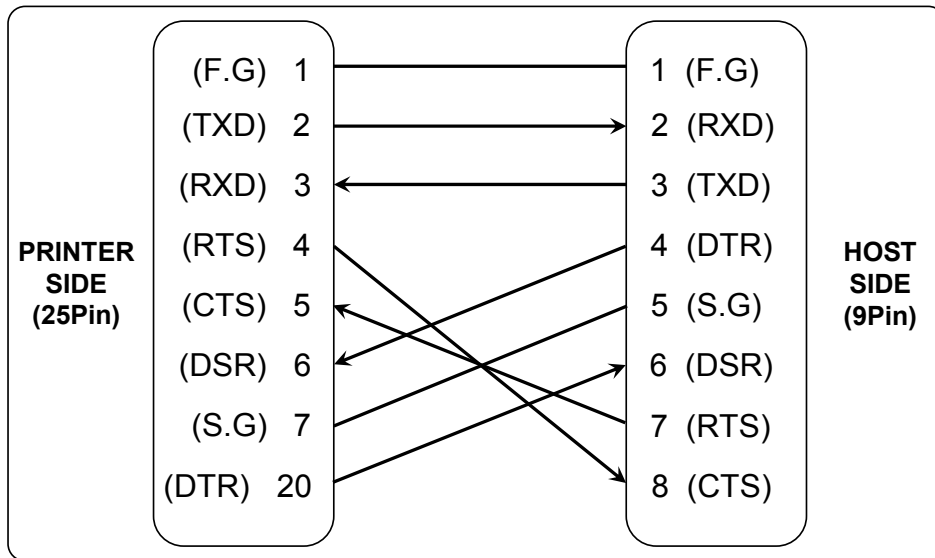 PRINTER
SIDE
(25Pin)
(F.G) 1
(TXD) 2
(RXD) 3
(RTS) 4
(CTS) 5
(DSR) 6
(S.G) 7
(DTR) 20
1 (F.G)
2 (RXD)
3 (TXD)
4 (DTR)
5 (S.G)
6 (DSR)
7 (RTS)
8 (CTS)
HOST
SIDE
(9Pin)